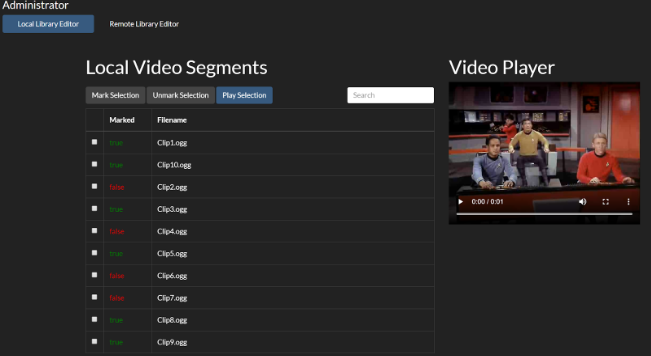 Administrator
Local Library Editor Remote Library Editor
Local Video Segments
Mark Selection Unmark Selection Play Selection Search
Marked Filename
true Clip1.ogg
true Clip10.ogg
false Clip2.ogg
true Clip3.ogg
false Clip4.ogg
true Clip5.ogg
false Clip6.ogg
false Clip7.ogg
true Clip8.ogg
true Clip9.ogg
Video Player
0:00 / 0:01